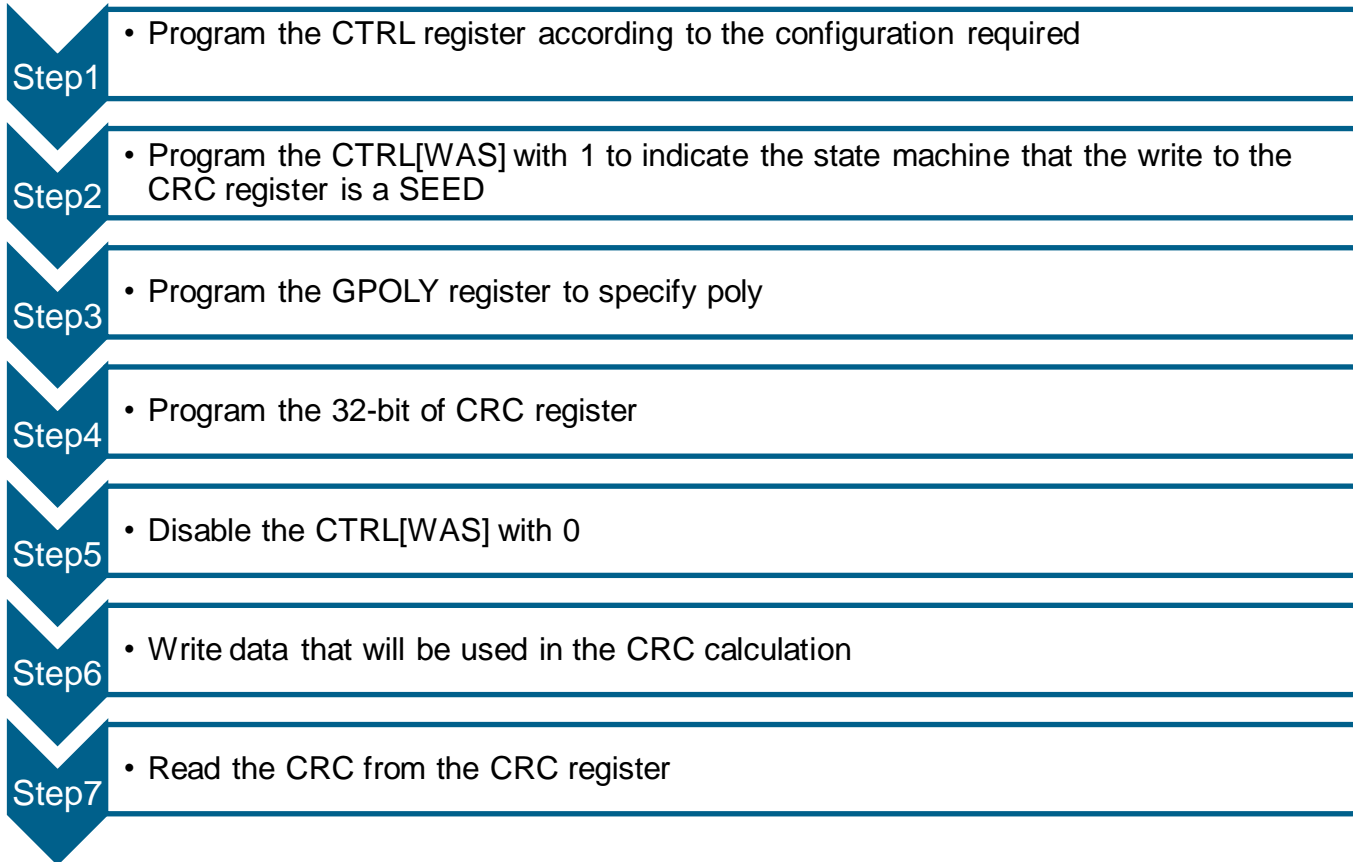 Step1
• Program the CTRL register according to the configuration required
Step2
• Program the CTRL[WAS] with 1 to indicate the state machine that the write to the
CRC register is a SEED
Step3
• Program the GPOLY register to specify poly
Step4
• Program the 32-bit of CRC register
Step5
• Disable the CTRL[WAS] with 0
Step6
• Write data that will be used in the CRC calculation
Step7
• Read the CRC from the CRC register